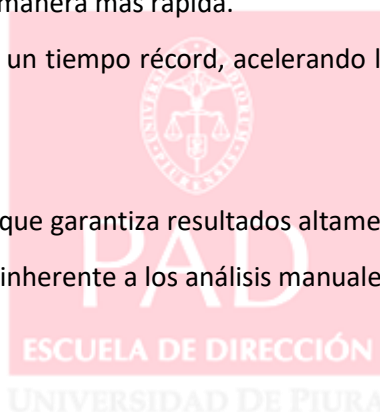 manera más rápida.
un tiempo récord, acelerando l
que garantiza resultados altame
inherente a los análisis manuale
PAD
ESCUELA DE DIRECCIÓN
UNIVERSIDAD DE PIURA